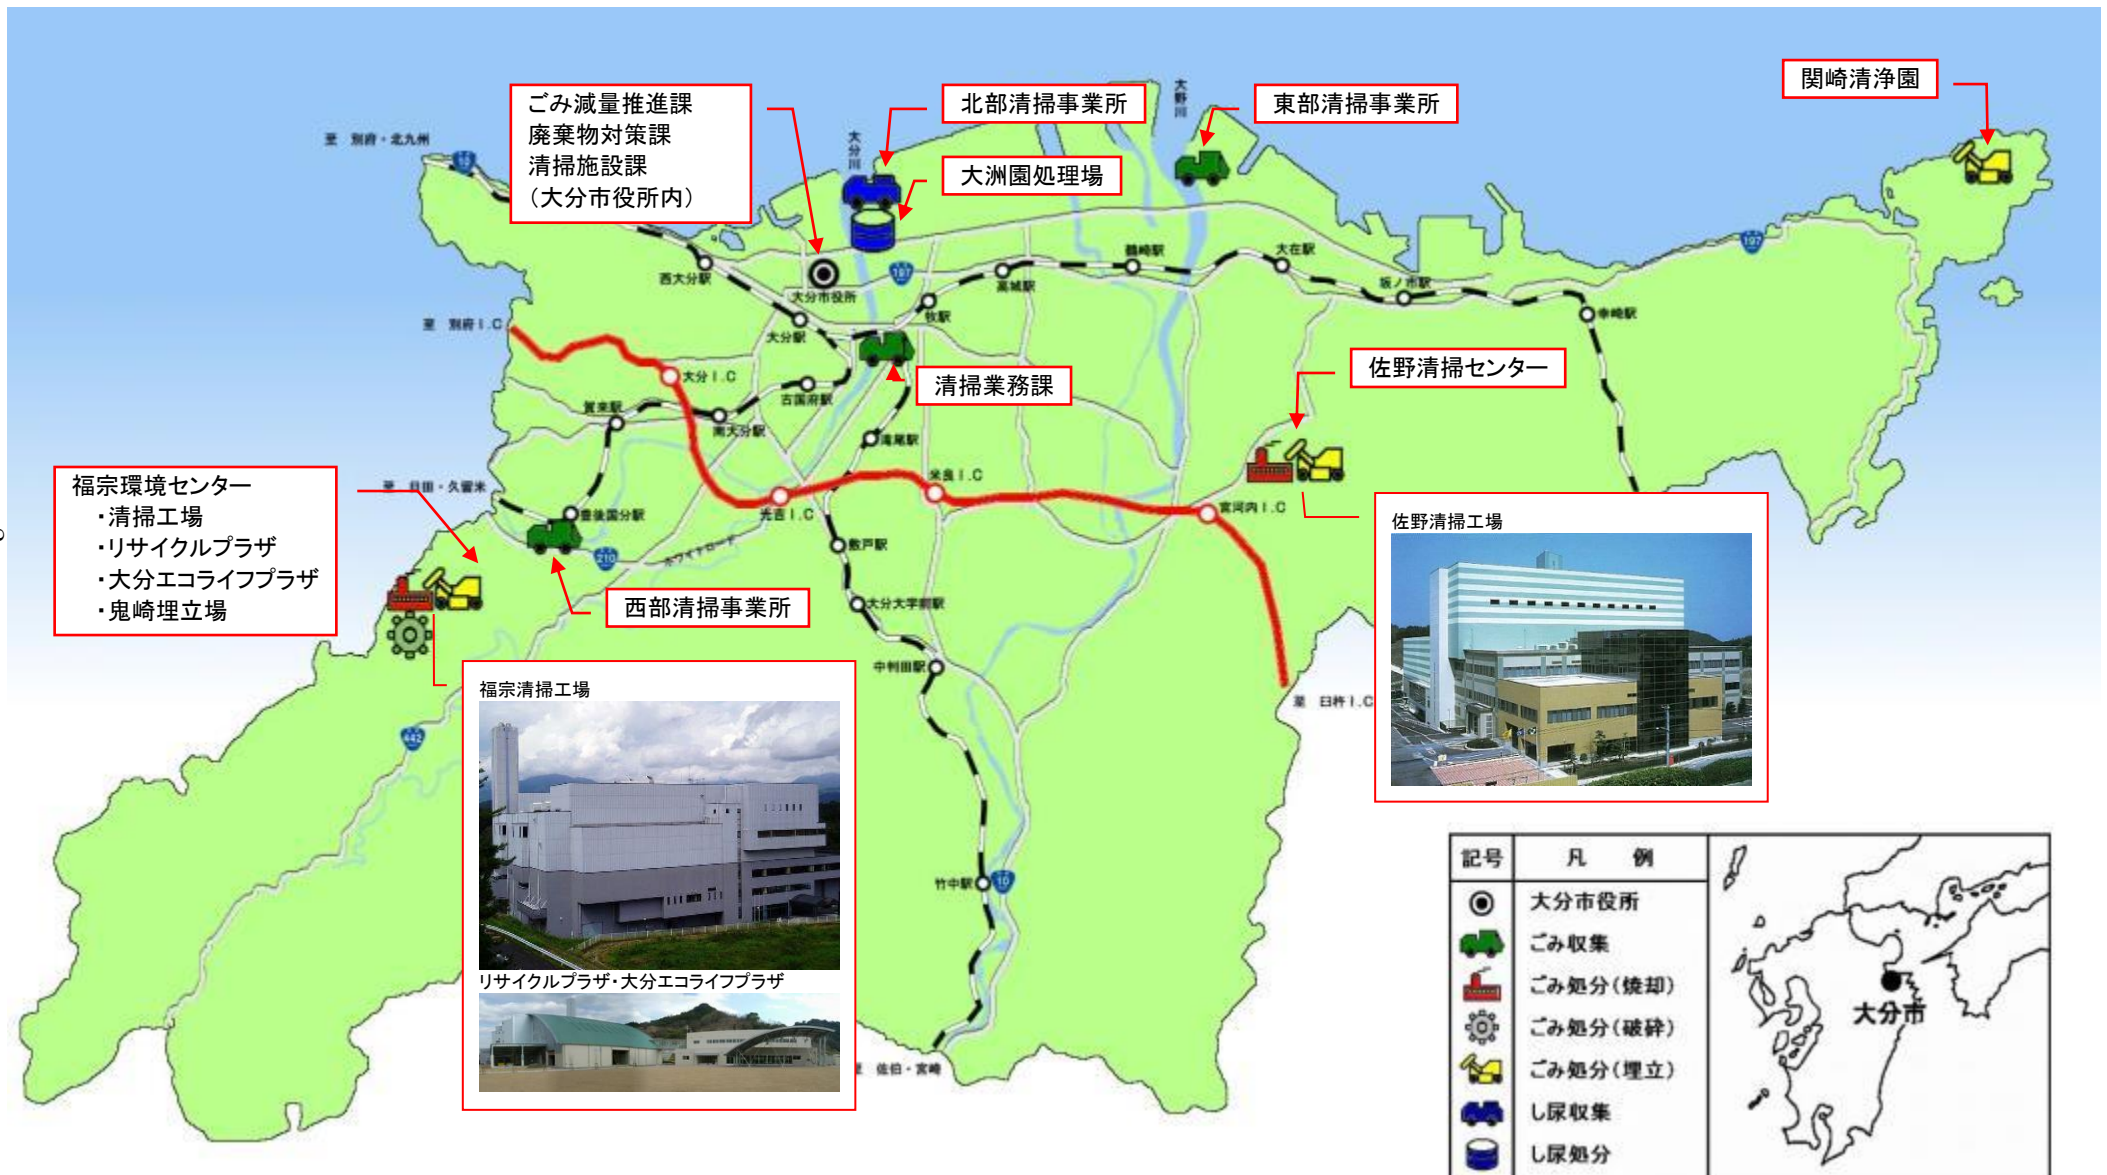 ごみ減量推進課
廃棄物対策課
清掃施設課
(大分市役所内)
北部清掃事業所
大洲園処理場
東部清掃事業所
関崎清浄園
至 別府・北九州
10
大分川
大野川
197
197
西大分駅
大分市役所
大分駅
牧駅
高城駅
鶴崎駅
大在駅
坂ノ市駅
幸崎駅
至 別府I.C
大分I.C
賀来駅
南大分駅
古国府駅
清掃業務課
滝尾駅
佐野清掃センター
福宗環境センター
・清掃工場
・リサイクルプラザ
・大分エコライフプラザ
・鬼崎埋立場
至 日田・久留米
豊後国分駅
210
ホワイトロード
西部清掃事業所
光吉I.C
米良I.C
宮河内I.C
敷戸駅
大分大学前駅
中判田駅
竹中駅
10
442
至 臼杵I.C
至 佐伯・宮崎
佐野清掃工場
福宗清掃工場
リサイクルプラザ・大分エコライフプラザ
記号 凡 例
大分市役所
ごみ収集
ごみ処分(焼却)
ごみ処分(破砕)
ごみ処分(埋立)
し尿収集
し尿処分
大分市